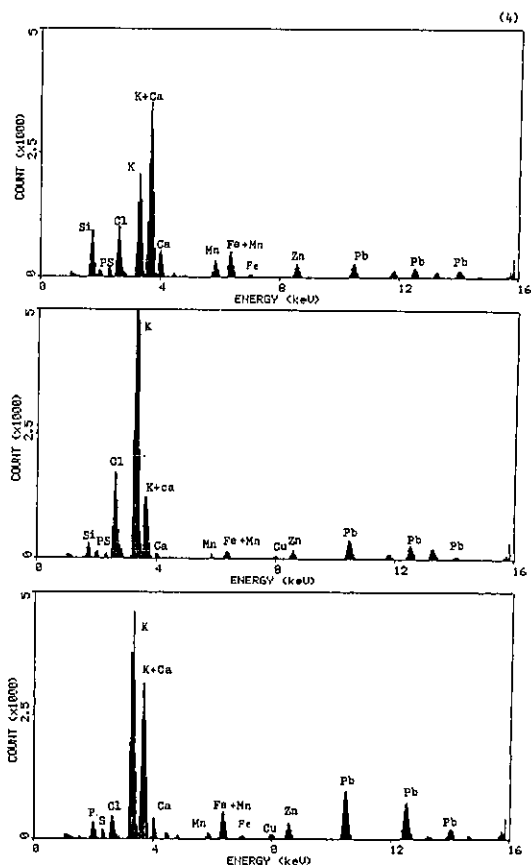 (4)
5
K+Ca
2.5
K
COUNT (x1000)
Si
Cl
PS
Ca
Mn
Fe+Mn
Fe
Zn
Pb
Pb
Pb
0
0
4
8
12
16
ENERGY (keV)
5
K
2.5
COUNT (x1000)
Cl
K+ca
Si
PS
Ca
Mn
Fe+Mn
Cu
Zn
Pb
Pb
Pb
0
0
4
8
12
16
ENERGY (keV)
5
K
K+Ca
2.5
COUNT (x1000)
Pb
Pb
P
S
Cl
Ca
Mn
Fe+Mn
Fe
Cu
Zn
Pb
0
0
4
8
12
16
ENERGY (keV)